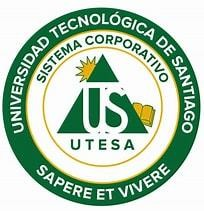 UNIVERSIDAD TECNOLÓGICA DE SANTIAGO
SISTEMA CORPORATIVO
US
UTESA
SAPERE ET VIVERE